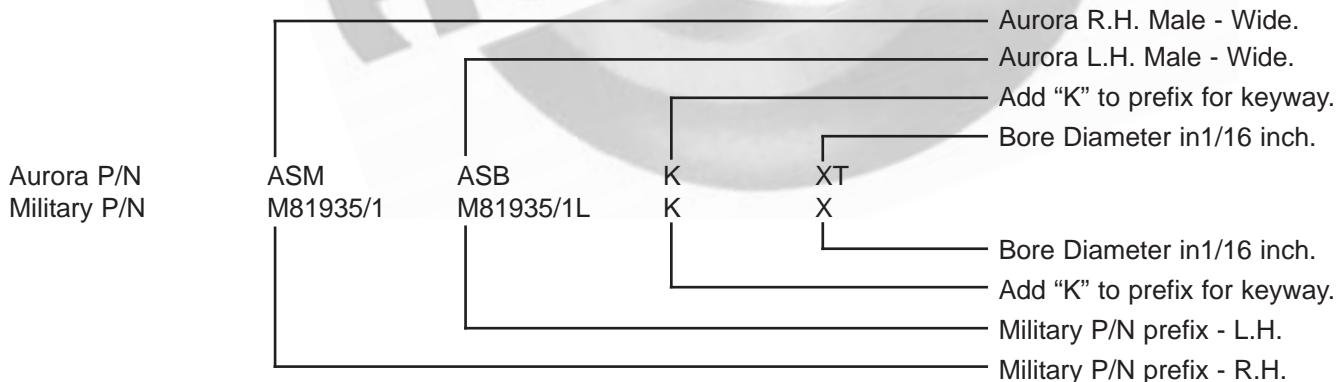 Aurora R.H. Male - Wide.
Aurora L.H. Male - Wide.
Add “K” to prefix for keyway.
Bore Diameter in1/16 inch.
Aurora P/N ASM ASB K XT
Military P/N M81935/1 M81935/1L K X
Bore Diameter in1/16 inch.
Add “K” to prefix for keyway.
Military P/N prefix - L.H.
Military P/N prefix - R.H.